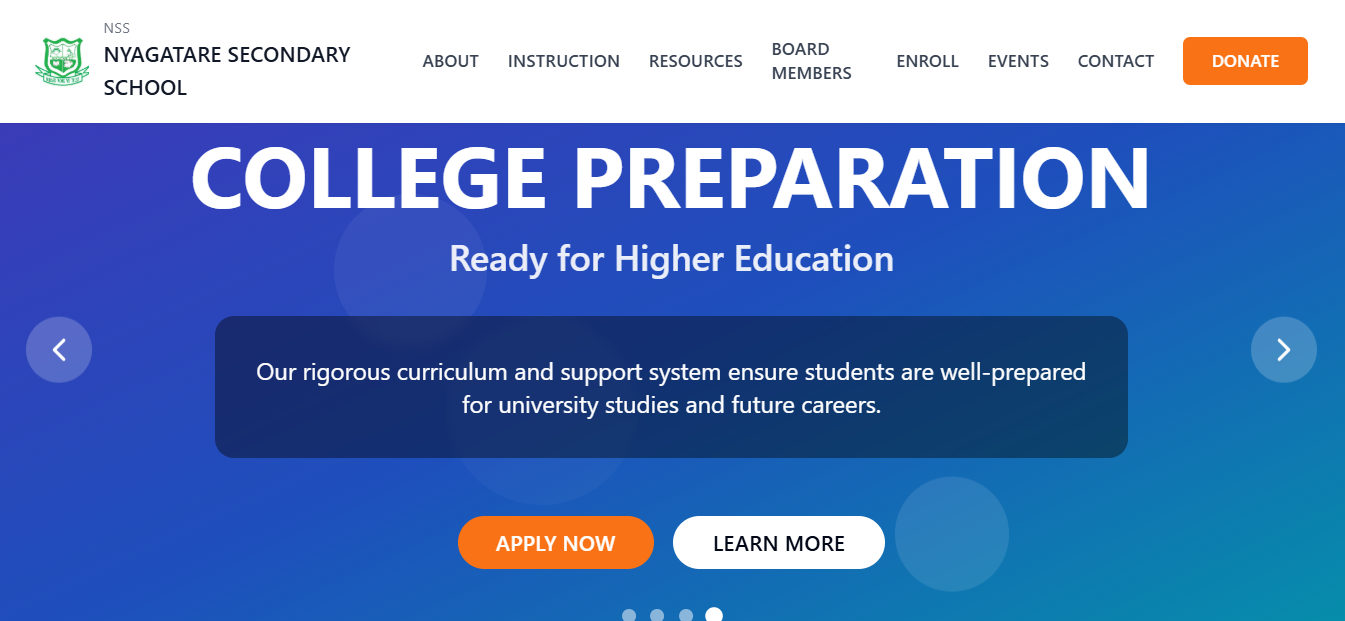 NSS
NYAGATARE SECONDARY
SCHOOL
ABOUT
INSTRUCTION
RESOURCES
BOARD
MEMBERS
ENROLL
EVENTS
CONTACT
DONATE
COLLEGE PREPARATION
Ready for Higher Education
Our rigorous curriculum and support system ensure students are well-prepared
for university studies and future careers.
APPLY NOW
LEARN MORE